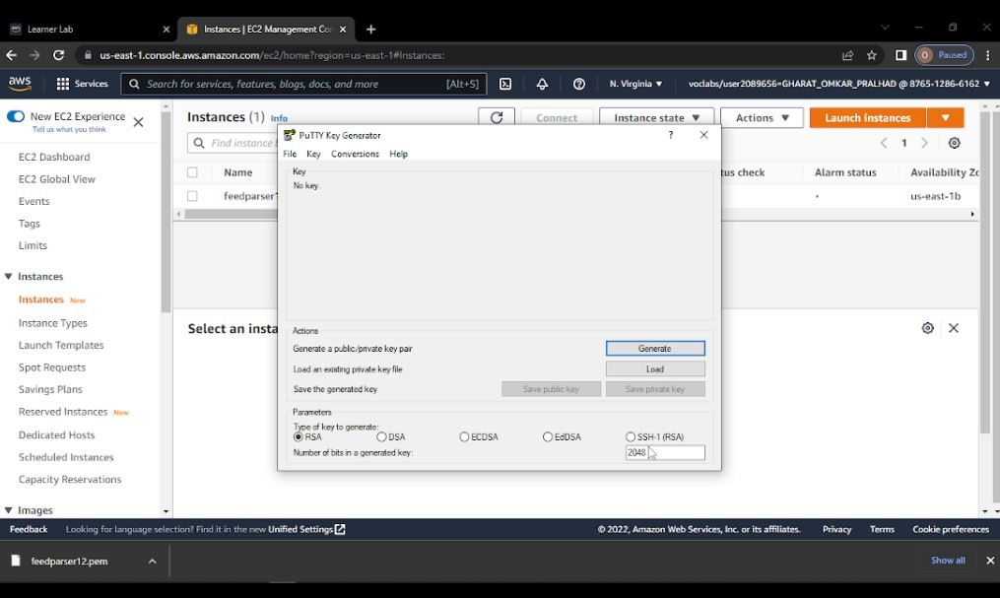 Learner Lab
Instances | EC2 Management Con
us-east-1.console.aws.amazon.com/ec2/home?region=us-east-1#Instances:
O Paused
aws
Services
Search for services, features, blogs, docs, and more [Alt+S]
N. Virginia
voclabs/user2089656=GHARAT_OMKAR_PRALHAD @ 8765-1286-6162
New EC2 Experience
Tell us what you think
EC2 Dashboard
EC2 Global View
Events
Tags
Limits
Instances
Instances New
Instance Types
Launch Templates
Spot Requests
Savings Plans
Reserved Instances New
Dedicated Hosts
Scheduled Instances
Capacity Reservations
Images
Instances (1) Info
Connect
Instance state
Actions
Launch instances
Find instance
1
Name
tus check
Alarm status
Availability Zo
feedparser1
us-east-1b
Select an insta
PuTTY Key Generator
?
File Key Conversions Help
Key
No key.
Actions
Generate a public/private key pair
Generate
Load an existing private key file
Load
Save the generated key
Save public key
Save private key
Parameters
Type of key to generate:
RSA DSA ECDSA EdDSA SSH-1 (RSA)
Number of bits in a generated key:
2048
Feedback
Looking for language selection? Find it in the new Unified Settings
© 2022, Amazon Web Services, Inc. or its affiliates.
Privacy
Terms
Cookie preferences
feedparser12.pem
Show all